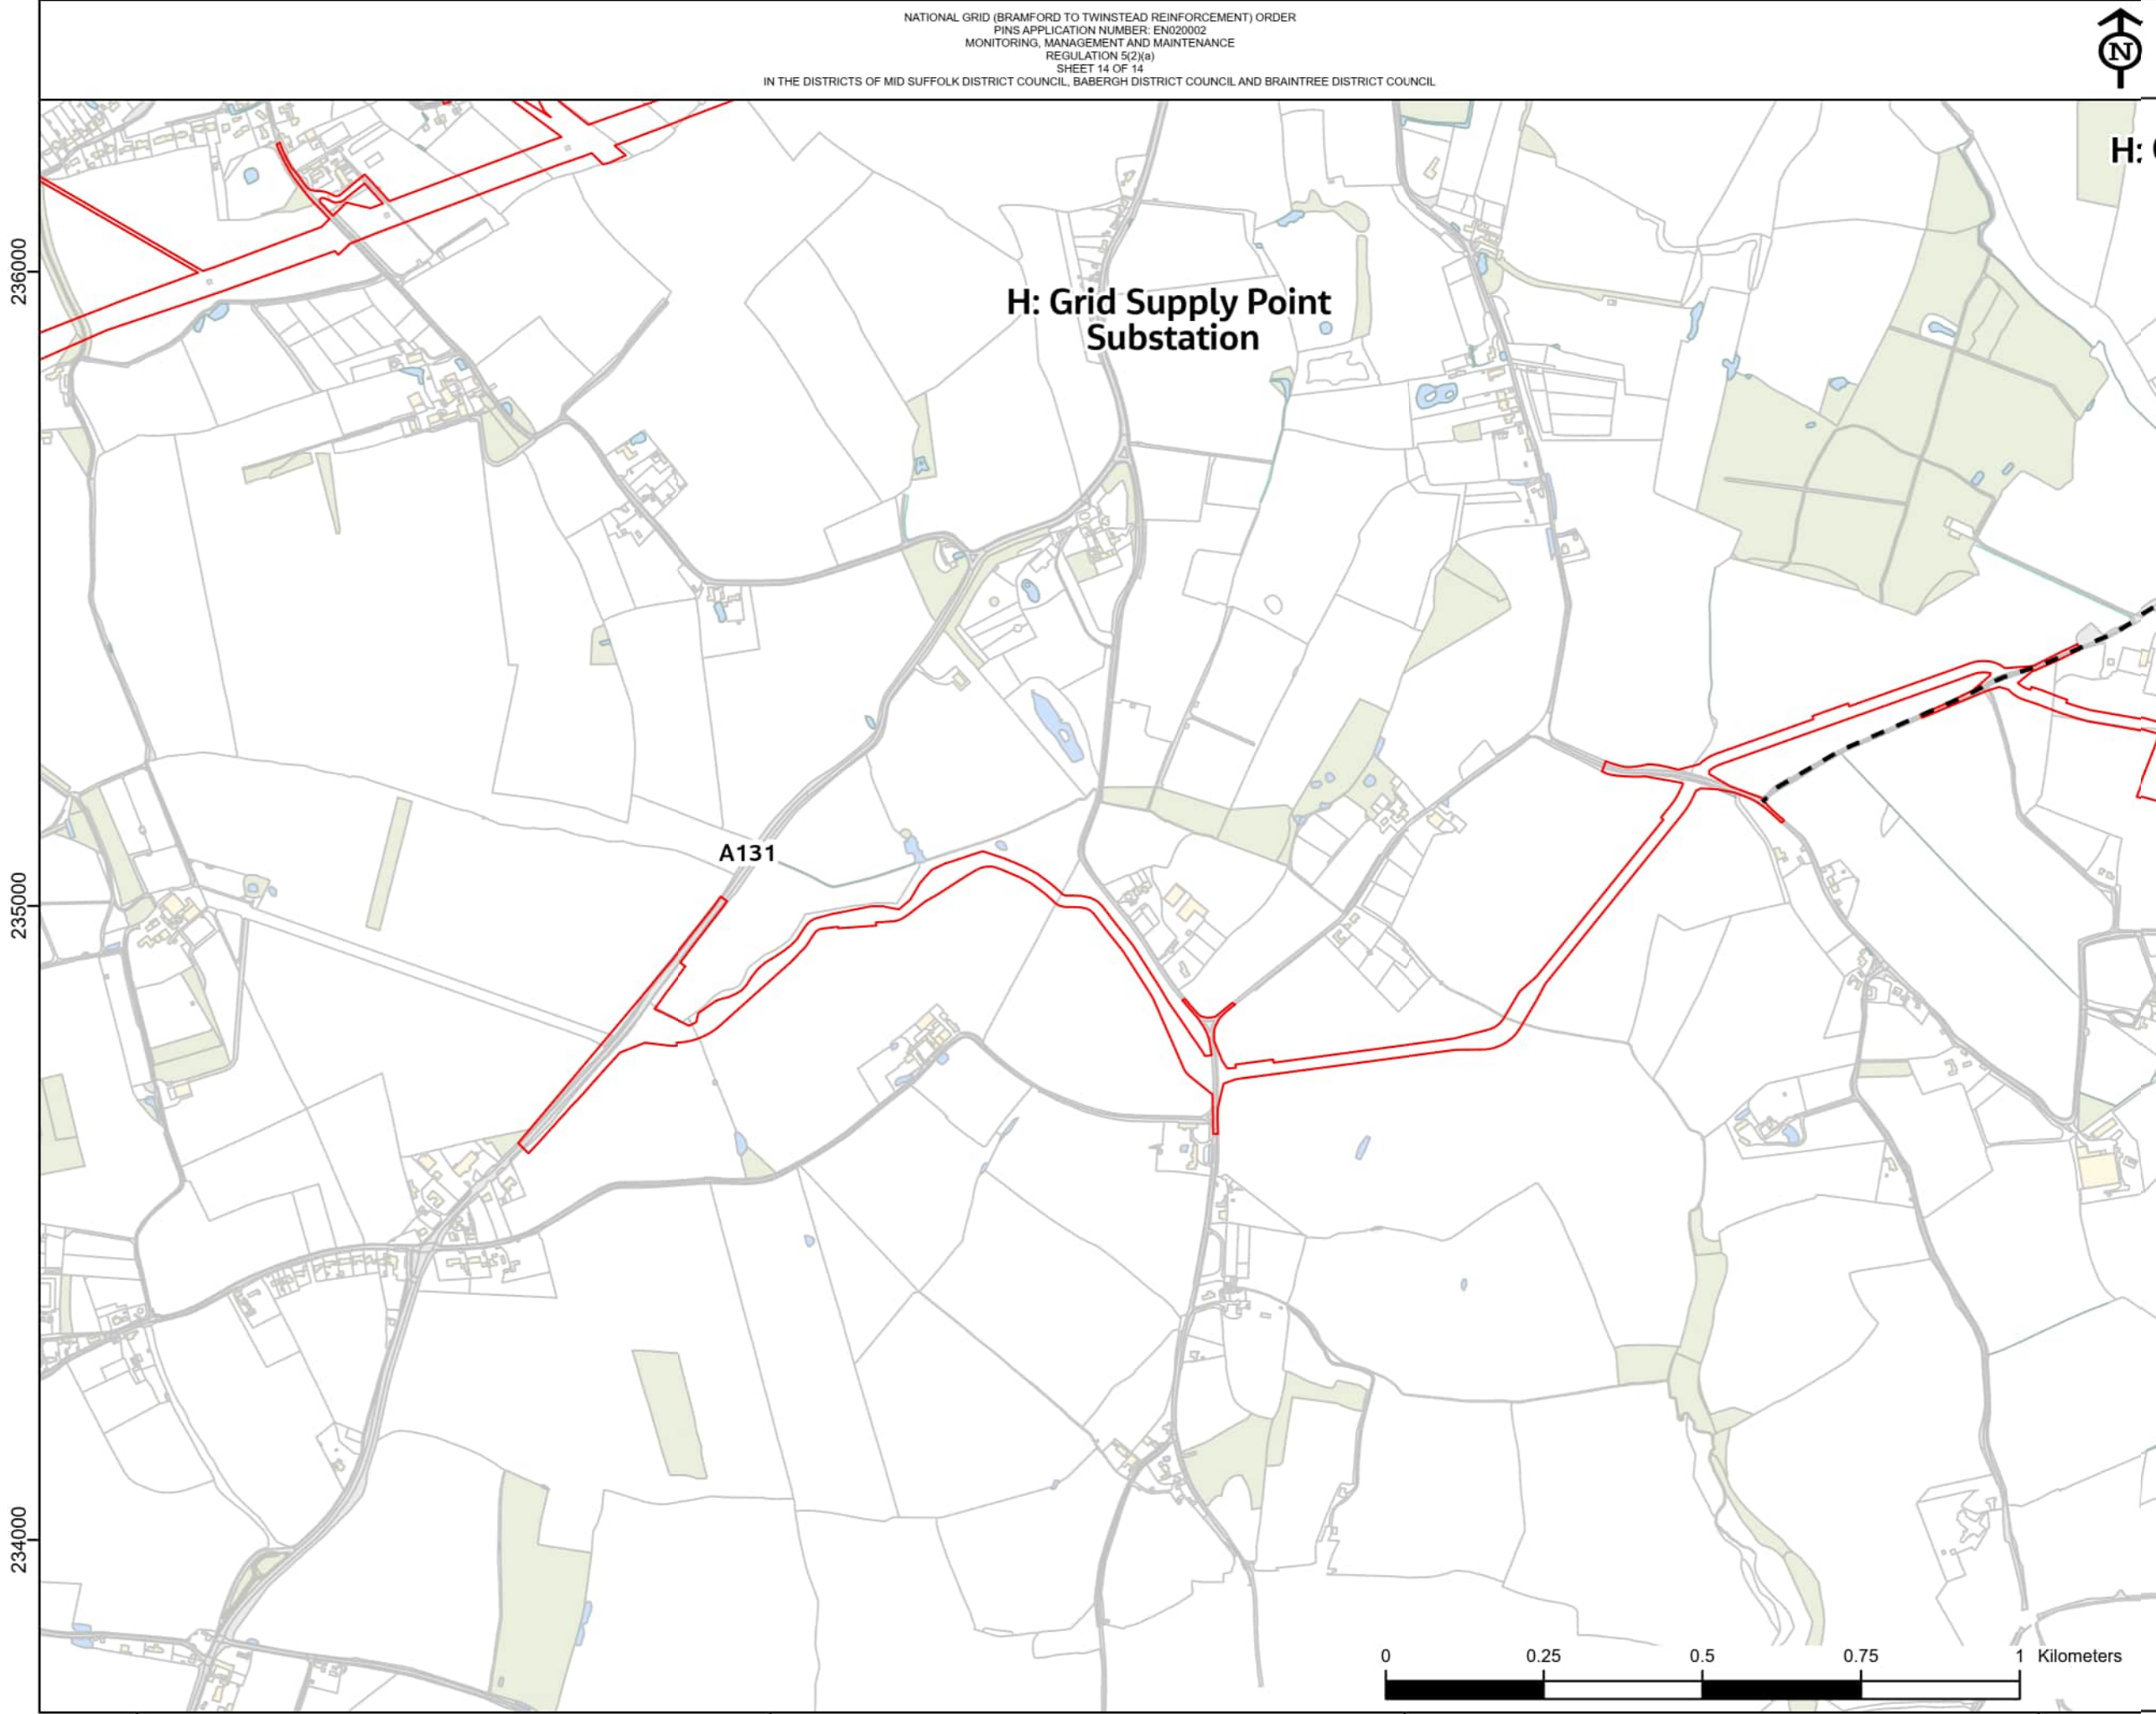 NATIONAL GRID (BRAMFORD TO TWINSTEAD REINFORCEMENT) ORDER
PINS APPLICATION NUMBER: EN020002
MONITORING, MANAGEMENT AND MAINTENANCE
REGULATION 5(2)(a)
SHEET 14 OF 14
IN THE DISTRICTS OF MID SUFFOLK DISTRICT COUNCIL, BABERGH DISTRICT COUNCIL AND BRAINTREE DISTRICT COUNCIL
N
H:
236000
H: Grid Supply Point
Substation
A131
235000
234000
0 0.25 0.5 0.75 1 Kilometers